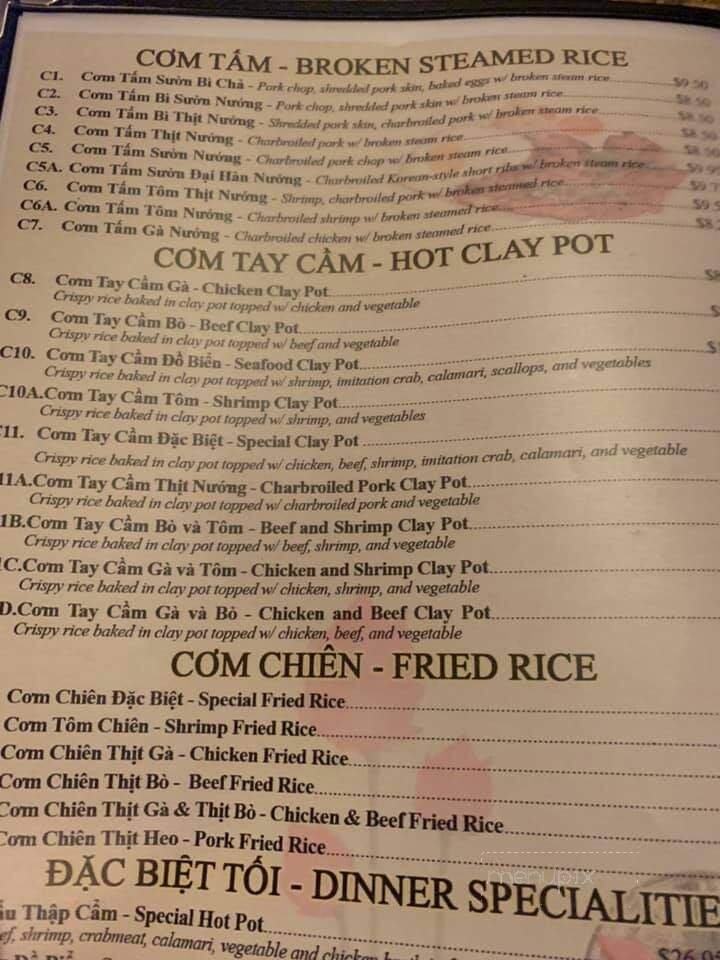 CƠM TẤM - BROKEN STEAMED RICE
C1. Cơm Tấm Sườn Bì Chả - Pork chop, shredded pork skin, baked eggs w/ broken steam rice $9.50
C2. Cơm Tấm Bì Sườn Nướng - Pork chop, shredded pork skin w/ broken steam rice $8.50
C3. Cơm Tấm Bì Thịt Nướng - Shredded pork skin, charbroiled pork w/ broken steam rice $8.50
C4. Cơm Tấm Thịt Nướng - Charbroiled pork w/ broken steam rice $8.50
C5. Cơm Tấm Sườn Nướng - Charbroiled pork chop w/ broken steam rice $8.50
C5A. Cơm Tấm Sườn Đại Hàn Nướng - Charbroiled Korean-style short ribs w/ broken steam rice
C6. Cơm Tấm Tôm Thịt Nướng - Shrimp, charbroiled pork w/ broken steamed rice
C6A. Cơm Tấm Tôm Nướng - Charbroiled shrimp w/ broken steamed rice
C7. Cơm Tấm Gà Nướng - Charbroiled chicken w/ broken steamed rice
CƠM TAY CẦM - HOT CLAY POT
C8. Cơm Tay Cầm Gà - Chicken Clay Pot
Crispy rice baked in clay pot topped w/ chicken and vegetable
C9. Cơm Tay Cầm Bò - Beef Clay Pot
Crispy rice baked in clay pot topped w/ beef and vegetable
C10. Cơm Tay Cầm Đồ Biển - Seafood Clay Pot
Crispy rice baked in clay pot topped w/ shrimp, imitation crab, calamari, scallops, and vegetables
C10A. Cơm Tay Cầm Tôm - Shrimp Clay Pot
Crispy rice baked in clay pot topped w/ shrimp, and vegetables
C11. Cơm Tay Cầm Đặc Biệt - Special Clay Pot
Crispy rice baked in clay pot topped w/ chicken, beef, shrimp, imitation crab, calamari, and vegetable
11A. Cơm Tay Cầm Thịt Nướng - Charbroiled Pork Clay Pot
Crispy rice baked in clay pot topped w/ charbroiled pork and vegetable
1B. Cơm Tay Cầm Bò và Tôm - Beef and Shrimp Clay Pot
Crispy rice baked in clay pot topped w/ beef, shrimp, and vegetable
C. Cơm Tay Cầm Gà và Tôm - Chicken and Shrimp Clay Pot
Crispy rice baked in clay pot topped w/ chicken, shrimp, and vegetable
D. Cơm Tay Cầm Gà và Bò - Chicken and Beef Clay Pot
Crispy rice baked in clay pot topped w/ chicken, beef, and vegetable
CƠM CHIÊN - FRIED RICE
Cơm Chiên Đặc Biệt - Special Fried Rice
Cơm Tôm Chiên - Shrimp Fried Rice
Cơm Chiên Thịt Gà - Chicken Fried Rice
Cơm Chiên Thịt Bò - Beef Fried Rice
Cơm Chiên Thịt Gà & Thịt Bò - Chicken & Beef Fried Rice
Cơm Chiên Thịt Heo - Pork Fried Rice
menupix
ĐẶC BIỆT TỐI - DINNER SPECIALITIE
Thập Cẩm - Special Hot Pot
shrimp, crabmeat, calamari, vegetable and chicken